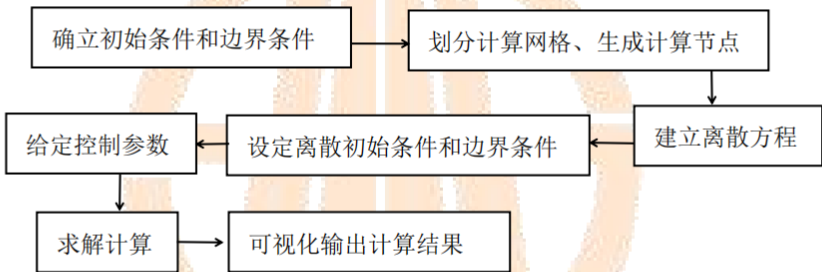 确立初始条件和边界条件
划分计算网格、生成计算节点
建立离散方程
设定离散初始条件和边界条件
给定控制参数
求解计算
可视化输出计算结果